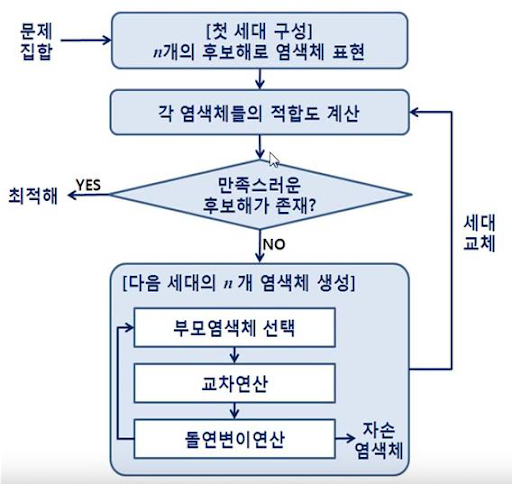 문제
집합
[첫 세대 구성]
n개의 후보해로 염색체 표현
각 염색체들의 적합도 계산
만족스러운
후보해가 존재?
YES
최적해
NO
세대
교체
[다음 세대의 n 개 염색체 생성]
부모염색체 선택
교차연산
돌연변이연산
자손
염색체